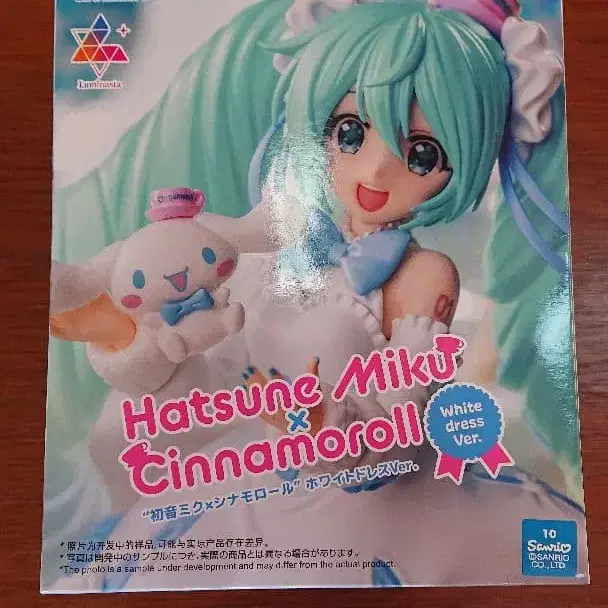 Luminasta
Cinnamoroll
01
Hatsune Miku
×
Cinnamoroll
White
dress
Ver.
"初音ミク×シナモロール" ホワイトドレスVer.
* 照片为开发中的样品,可能与实际产品存在差异。
* 写真は開発中のサンプルにつき、実際の商品とは異なる場合があります。
*The photo is a sample under development and may differ from the actual product.
10
Sanrio
©SANRIO
CO.,LTD.